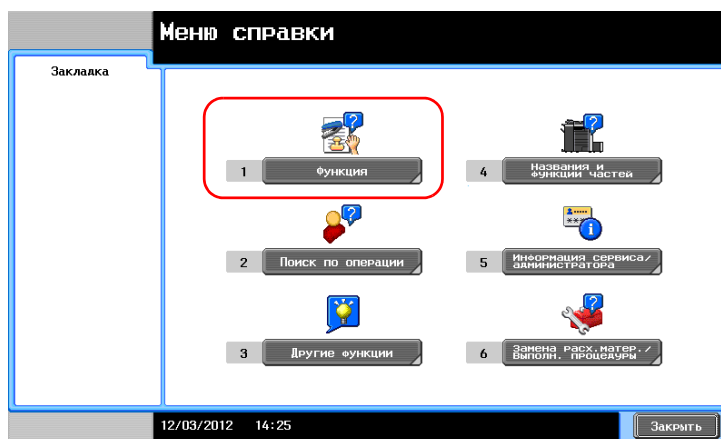 Меню справки
Закладка
1 Функция
4 Названия и
функции частей
2 Поиск по операции
5 Информация сервиса/
администратора
3 Другие функции
6 Замена расх.матер./
Выполн. процедуры
12/03/2012 14:25
Закрыть